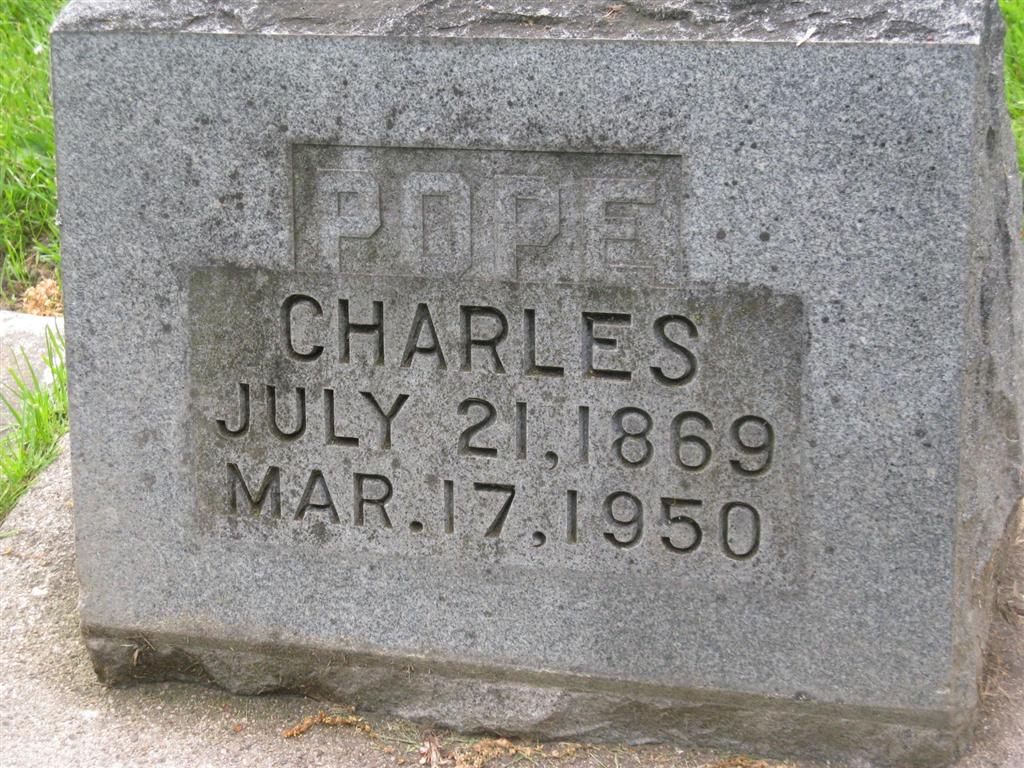 POPE
CHARLES
JULY 21, 1869
MAR. 17, 1950